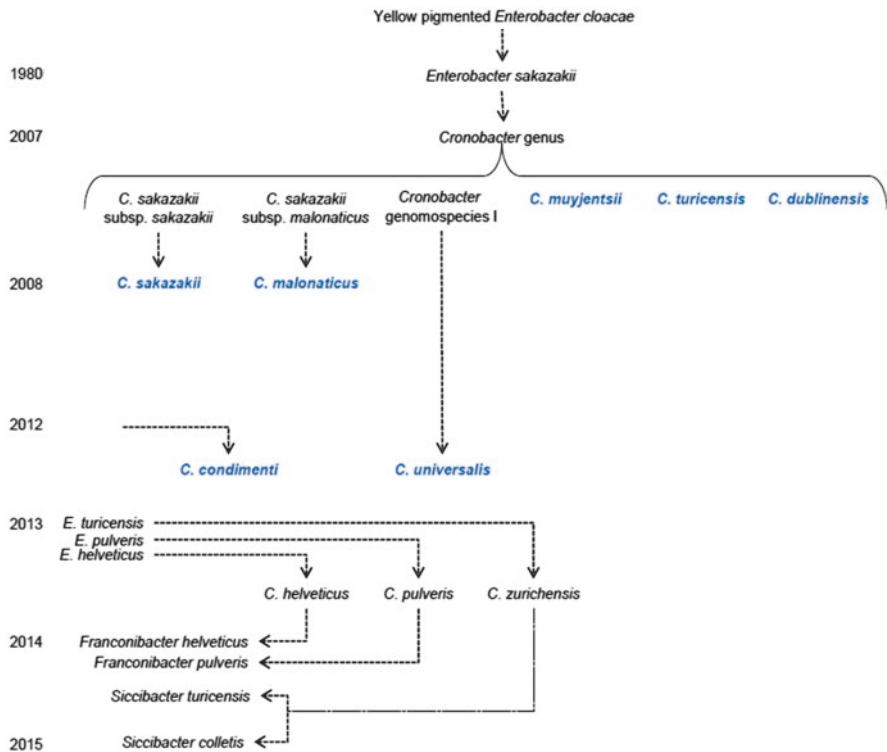 Yellow pigmented Enterobacter cloacae
1980
Enterobacter sakazakii
2007
Cronobacter genus
C. sakazakii
subsp. sakazakii
C. sakazakii
subsp. malonaticus
Cronobacter
genomospecies I
C. muyjentsii
C. turicensis
C. dublinensis
2008
C. sakazakii
C. malonaticus
2012
C. condimenti
C. universalis
2013
E. turicensis
E. pulveris
E. helveticus
C. helveticus
C. pulveris
C. zurichensis
2014
Franconibacter helveticus
Franconibacter pulveris
Siccibacter turicensis
2015
Siccibacter colletis